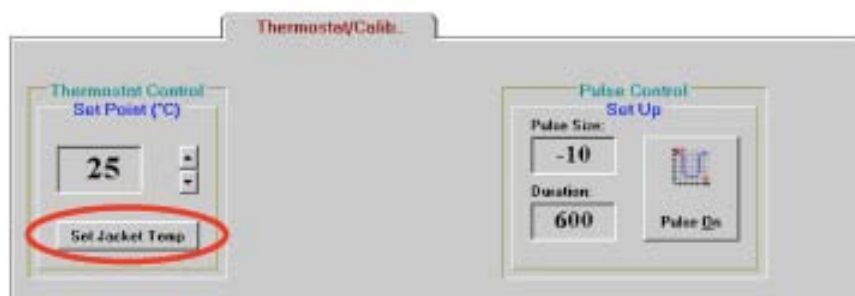 Thermostat/Calib..
Thermostat Control
Set Point (°C)
25
Set Jacket Temp
Pulse Control
Set Up
Pulse Size:
-10
Duration:
600
Pulse On